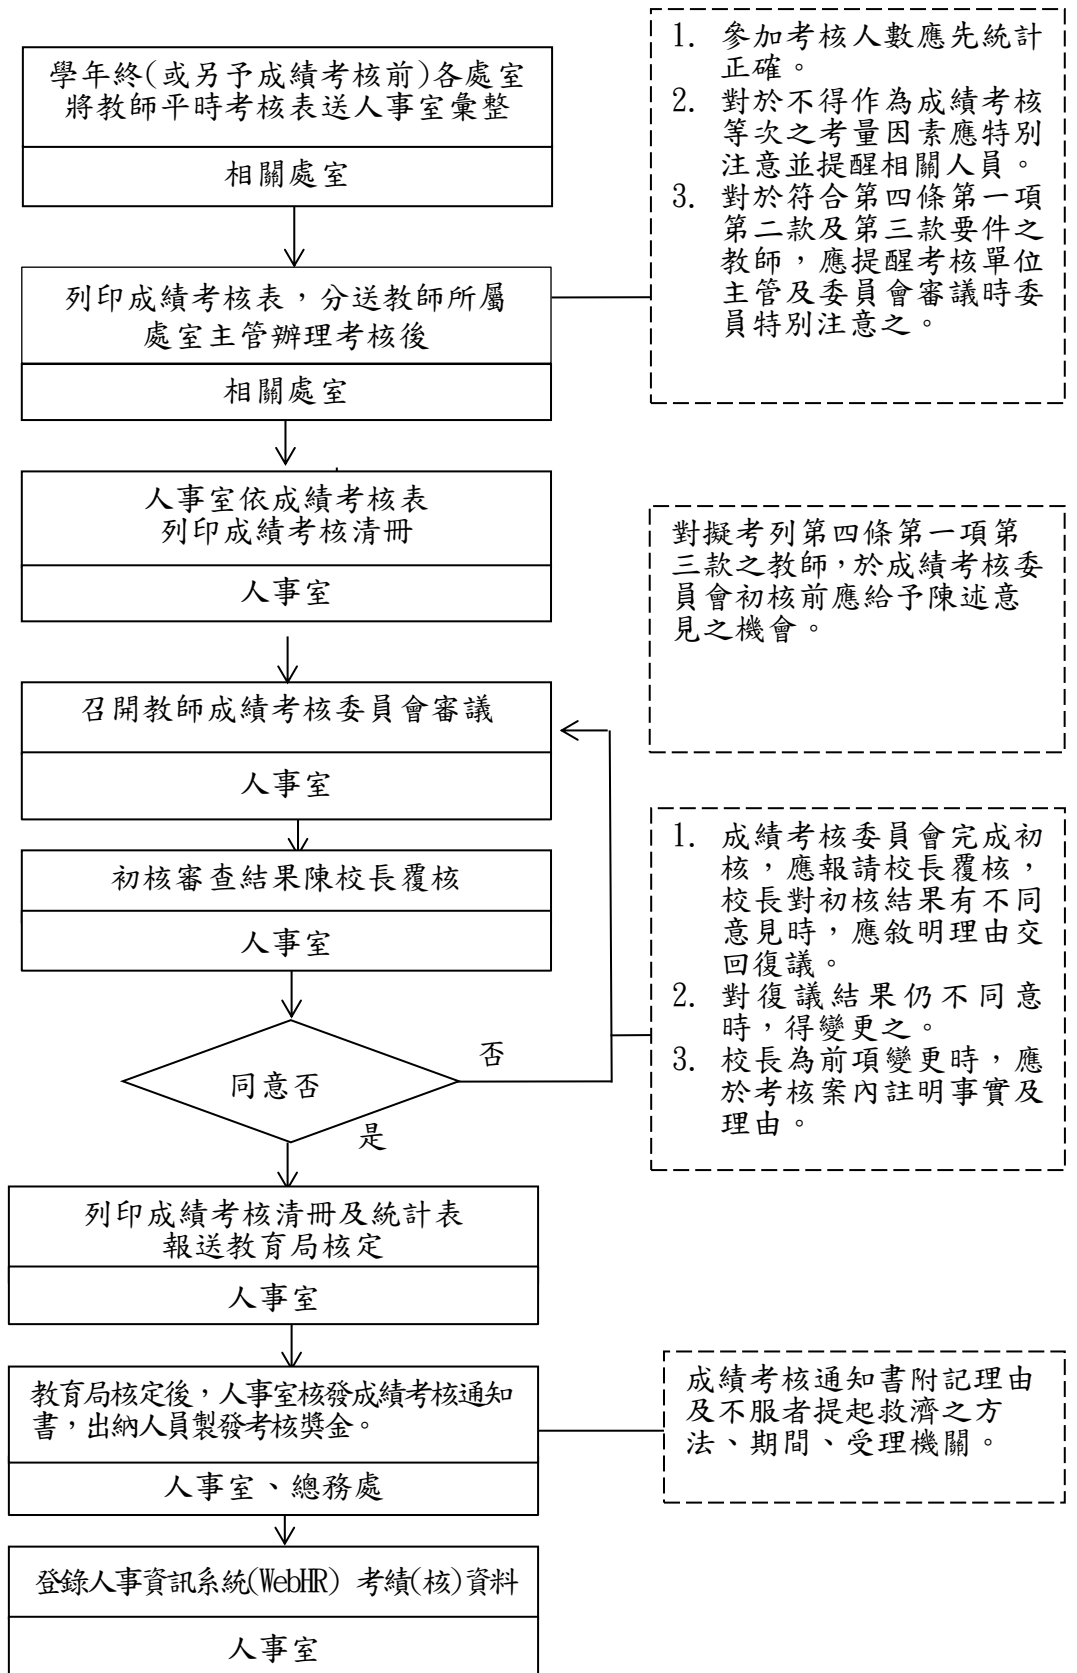 學年終(或另予成績考核前)各處室
將教師平時考核表送人事室彙整
相關處室
1. 參加考核人數應先統計
正確。
2. 對於不得作為成績考核
等次之考量因素應特別
注意並提醒相關人員。
3. 對於符合第四條第一項
第二款及第三款要件之
教師，應提醒考核單位
主管及委員會審議時委
員特別注意之。
列印成績考核表，分送教師所屬
處室主管辦理考核後
相關處室
人事室依成績考核表
列印成績考核清冊
人事室
對擬考列第四條第一項第
三款之教師，於成績考核委
員會初核前應給予陳述意
見之機會。
召開教師成績考核委員會審議
人事室
初核審查結果陳校長覆核
人事室
1. 成績考核委員會完成初
核，應報請校長覆核，
校長對初核結果有不同
意見時，應敘明理由交
回復議。
2. 對復議結果仍不同意
時，得變更之。
3. 校長為前項變更時，應
於考核案內註明事實及
理由。
同意否
否
是
列印成績考核清冊及統計表
報送教育局核定
人事室
教育局核定後，人事室核發成績考核通知
書，出納人員製發考核獎金。
人事室、總務處
成績考核通知書附記理由
及不服者提起救濟之方
法、期間、受理機關。
登錄人事資訊系統(WebHR) 考績(核)資料
人事室